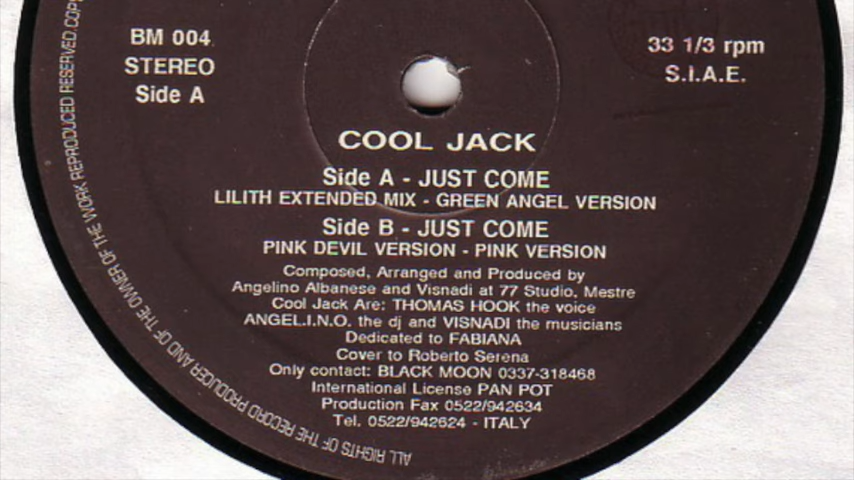 BM 004
STEREO
Side A
33 1/3 rpm
S.I.A.E.
COOL JACK
Side A - JUST COME
LILITH EXTENDED MIX - GREEN ANGEL VERSION
Side B - JUST COME
PINK DEVIL VERSION - PINK VERSION
Composed, Arranged and Produced by
Angelino Albanese and Visnadi at 77 Studio, Mestre
Cool Jack Are: THOMAS HOOK the voice
ANGEL.I.N.O. the dj and VISNADI the musicians
Dedicated to FABIANA
Cover to Roberto Serena
Only contact: BLACK MOON 0337-318468
International License PAN POT
Production Fax 0522/942634
Tel. 0522/942624 - ITALY
ALL RIGHTS OF THE RECORD PRODUCER AND OF THE OWNER OF THE WORK REPRODUCED RESERVED.